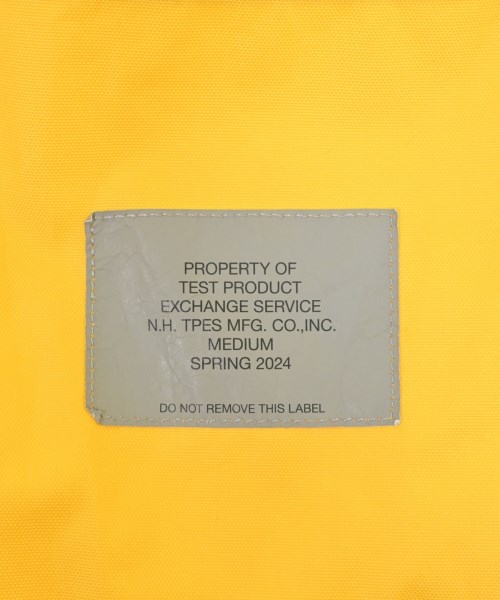 PROPERTY OF
TEST PRODUCT
EXCHANGE SERVICE
N.H. TPES MFG. CO.,INC.
MEDIUM
SPRING 2024
DO NOT REMOVE THIS LABEL